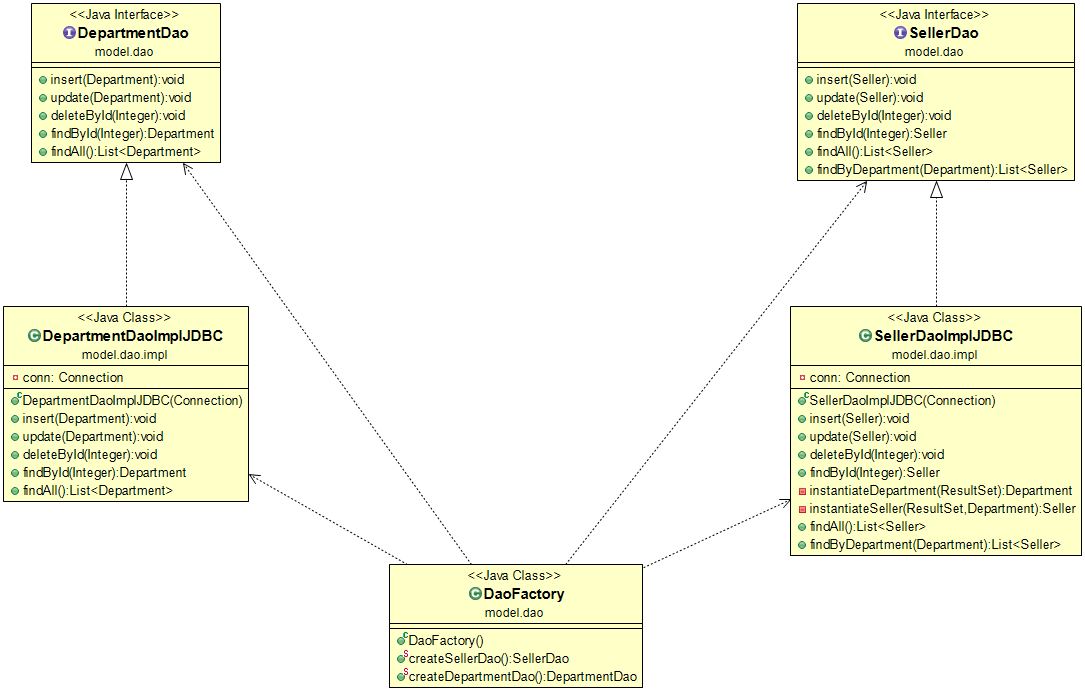 <<Java Interface>>
DepartmentDao
model.dao
insert(Department):void
update(Department):void
deleteById(Integer):void
findById(Integer):Department
findAll():List<Department>
<<Java Interface>>
SellerDao
model.dao
insert(Seller):void
update(Seller):void
deleteById(Integer):void
findById(Integer):Seller
findAll():List<Seller>
findByDepartment(Department):List<Seller>
<<Java Class>>
DepartmentDaoImplJDBC
model.dao.impl
conn: Connection
DepartmentDaoImplJDBC(Connection)
insert(Department):void
update(Department):void
deleteById(Integer):void
findById(Integer):Department
findAll():List<Department>
<<Java Class>>
SellerDaoImplJDBC
model.dao.impl
conn: Connection
SellerDaoImplJDBC(Connection)
insert(Seller):void
update(Seller):void
deleteById(Integer):void
findById(Integer):Seller
instantiateDepartment(ResultSet):Department
instantiateSeller(ResultSet,Department):Seller
findAll():List<Seller>
findByDepartment(Department):List<Seller>
<<Java Class>>
DaoFactory
model.dao
DaoFactory()
createSellerDao():SellerDao
createDepartmentDao():DepartmentDao